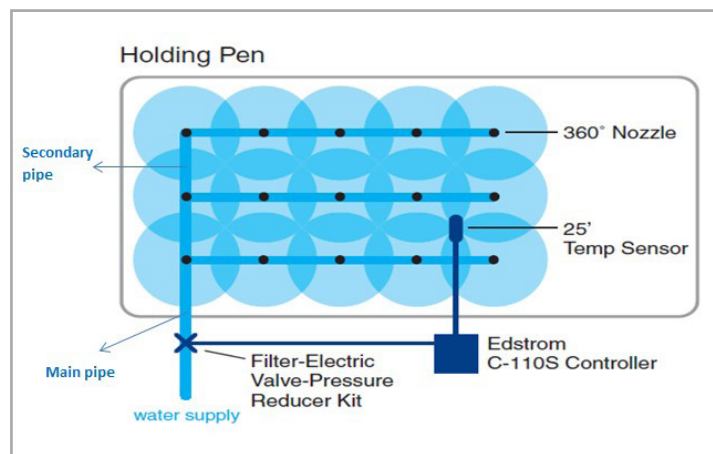 Holding Pen
360° Nozzle
Secondary
pipe
25'
Temp Sensor
Edstrom
C-110S Controller
Filter-Electric
Valve-Pressure
Reducer Kit
Main pipe
water supply